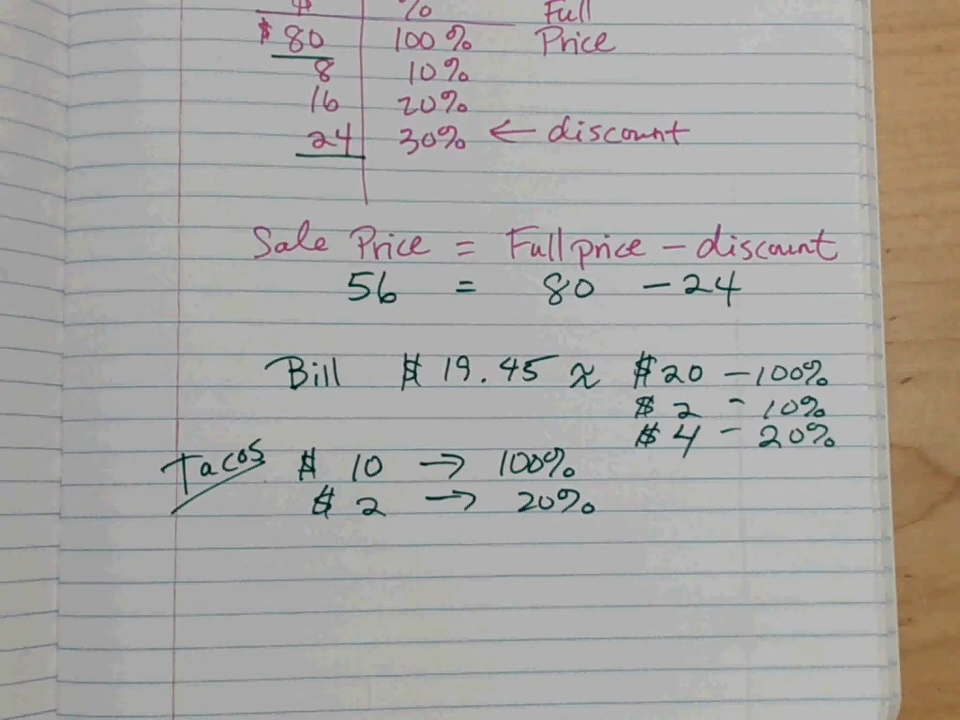 $ % Full
$ 80 100% Price
8 10%
16 20%
24 30% ← discount
Sale Price = Full price - discount
56 = 80 - 24
Bill $ 19.45 ≈ $ 20 - 100%
$ 2 - 10%
$ 4 - 20%
Tacos $ 10 → 100%
$ 2 → 20%